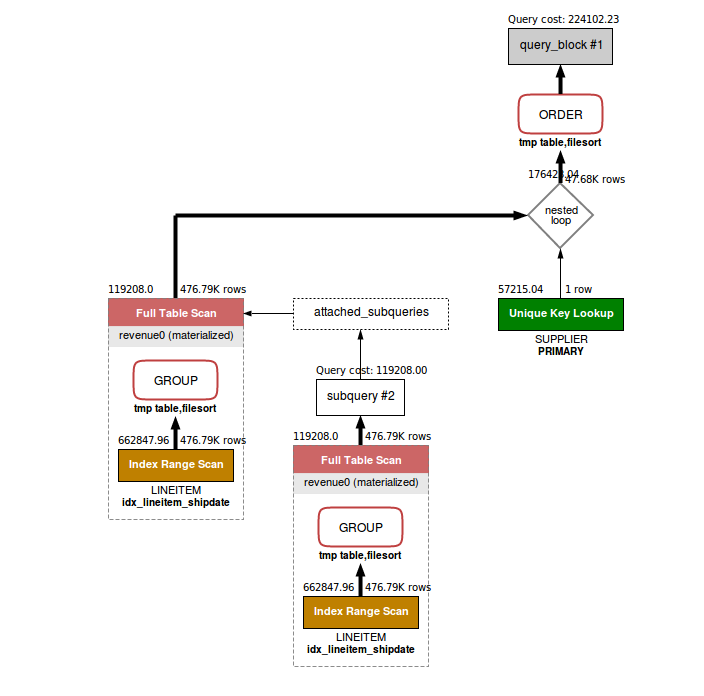 Query cost: 224102.23
query_block #1
ORDER
tmp table,filesort
176423.04
47.68K rows
nested
loop
119208.0 476.79K rows
Full Table Scan
revenue0 (materialized)
GROUP
tmp table,filesort
662847.96 476.79K rows
Index Range Scan
LINEITEM
idx_lineitem_shipdate
attached_subqueries
Query cost: 119208.00
subquery #2
119208.0 476.79K rows
Full Table Scan
revenue0 (materialized)
GROUP
tmp table,filesort
662847.96 476.79K rows
Index Range Scan
LINEITEM
idx_lineitem_shipdate
57215.04 1 row
Unique Key Lookup
SUPPLIER
PRIMARY